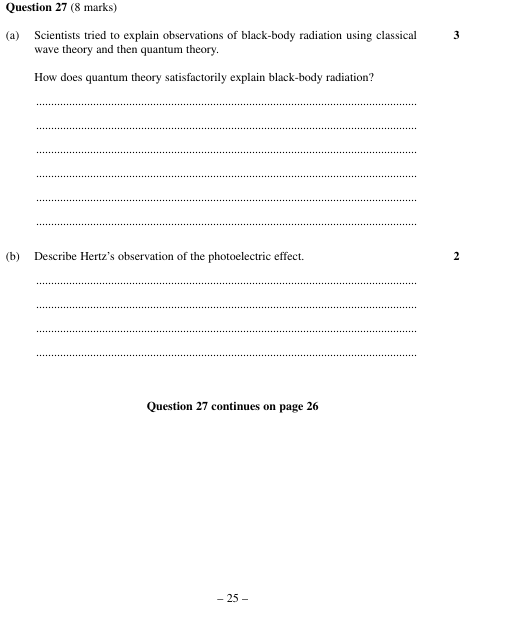 Question 27 (8 marks)
(a) Scientists tried to explain observations of black-body radiation using classical 3
wave theory and then quantum theory.
How does quantum theory satisfactorily explain black-body radiation?
................................................................................................................................
................................................................................................................................
................................................................................................................................
................................................................................................................................
................................................................................................................................
................................................................................................................................
(b) Describe Hertz’s observation of the photoelectric effect. 2
................................................................................................................................
................................................................................................................................
................................................................................................................................
................................................................................................................................
Question 27 continues on page 26
– 25 –